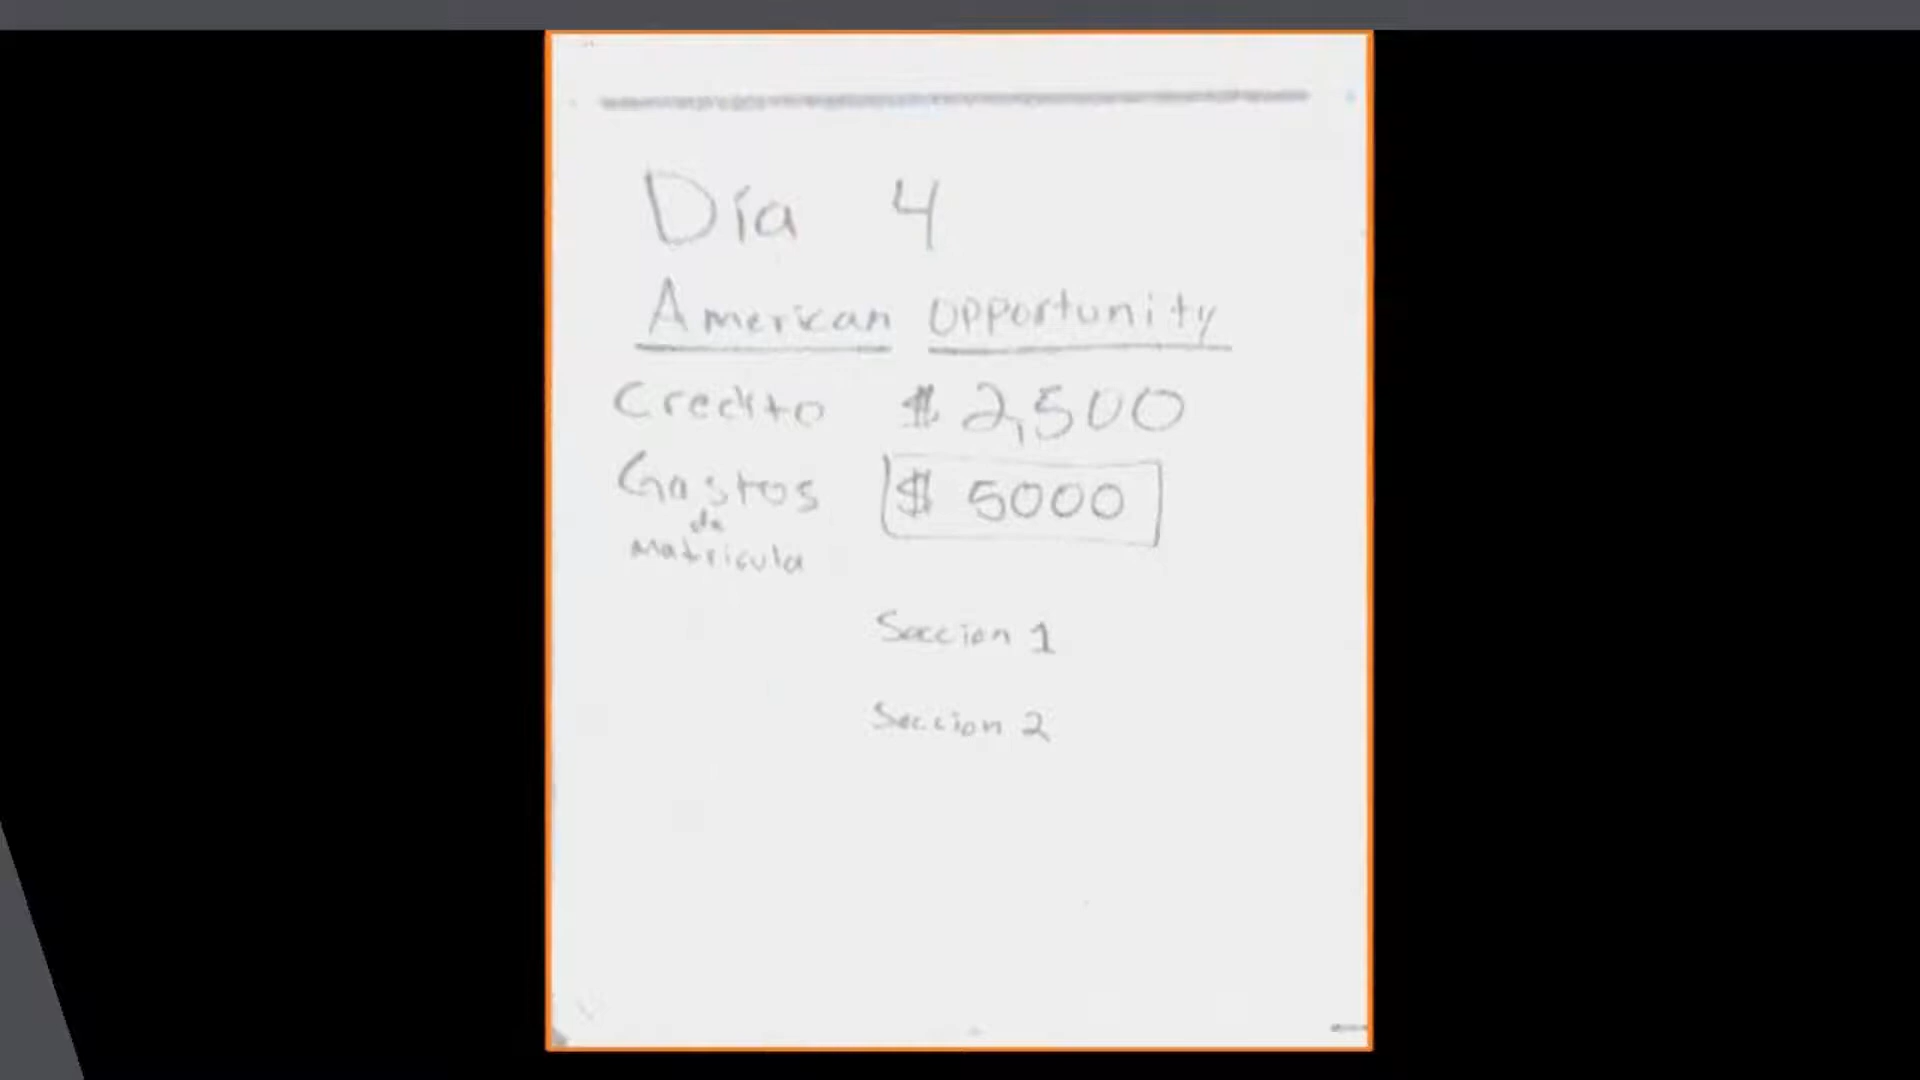 Día 4
American opportunity
Credito $ 2,500
Gastos $ 5000
de
matricula
Seccion 1
Seccion 2